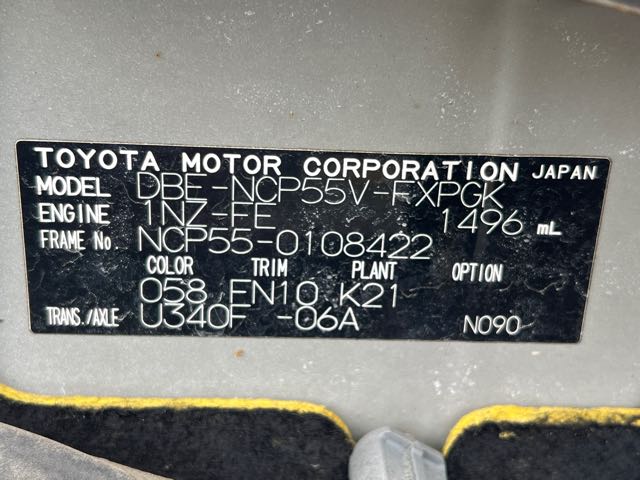 TOYOTA MOTOR CORPORATION JAPAN
MODEL DBE-NCP55V-EXPGK
ENGINE 1NZ-FE 1496 mL
FRAME No. NCP55-0108422
COLOR TRIM PLANT OPTION
058 EN10 K21
TRANS./AXLE U340F -06A N090